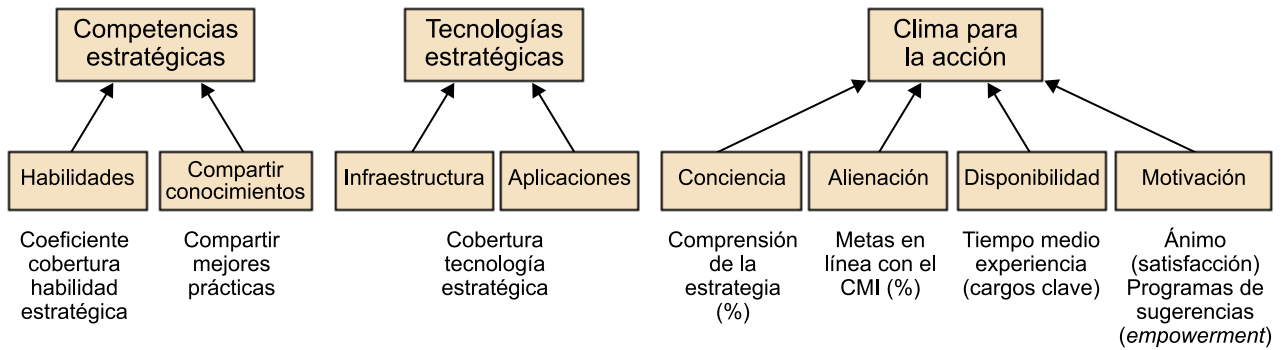 Competencias
estratégicas
Tecnologías
estratégicas
Clima para
la acción
Habilidades
Compartir
conocimientos
Infraestructura
Aplicaciones
Conciencia
Alienación
Disponibilidad
Motivación
Coeficiente
cobertura
habilidad
estratégica
Compartir
mejores
prácticas
Cobertura
tecnología
estratégica
Comprensión
de la
estrategia
(%)
Metas en
línea con el
CMI (%)
Tiempo medio
experiencia
(cargos clave)
Ánimo
(satisfacción)
Programas de
sugerencias
(empowerment)